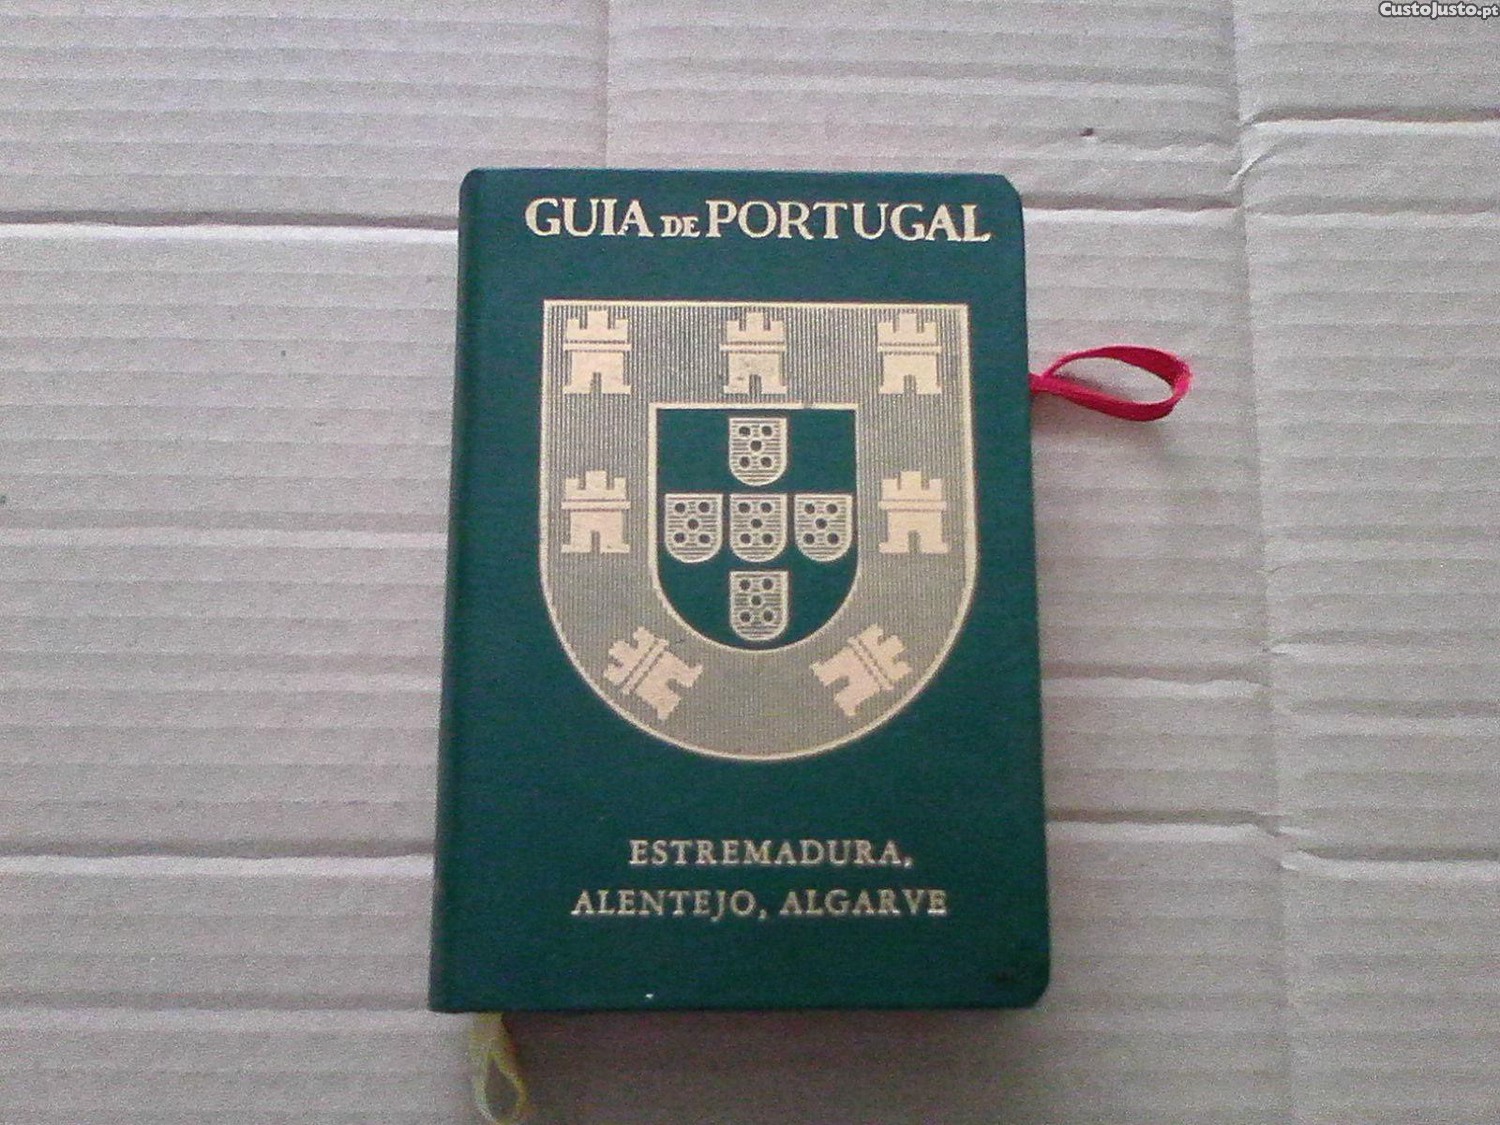 CustoJusto.pt
GUIA DE PORTUGAL
ESTREMADURA,
ALENTEJO, ALGARVE